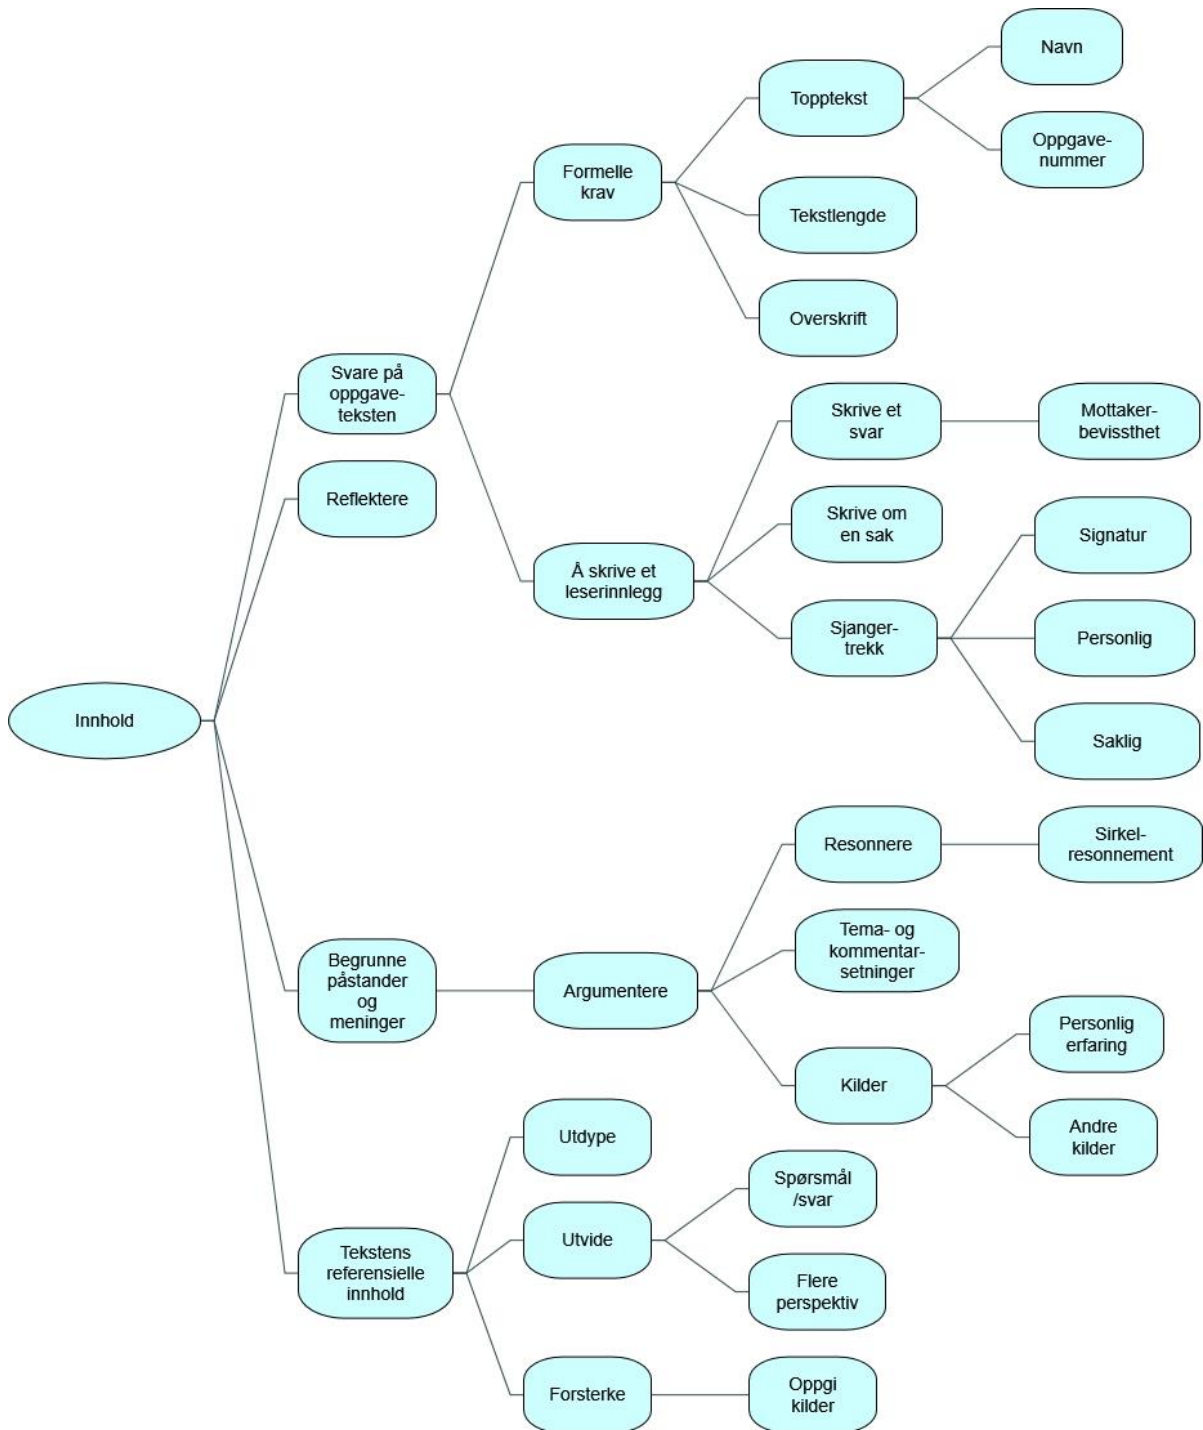 Navn
Topptekst
Oppgave-
nummer
Formelle
krav
Tekstlengde
Overskrift
Svare på
oppgave-
teksten
Skrive et
svar
Mottaker-
bevissthet
Reflektere
Skrive om
en sak
Signatur
Å skrive et
leserinnlegg
Sjanger-
trekk
Personlig
Saklig
Innhold
Resonnere
Sirkel-
resonnement
Tema- og
kommentar-
setninger
Begrunne
påstander
og
meninger
Argumentere
Personlig
erfaring
Kilder
Andre
kilder
Utdype
Spørsmål
/svar
Utvide
Tekstens
referensielle
innhold
Flere
perspektiv
Forsterke
Oppgi
kilder